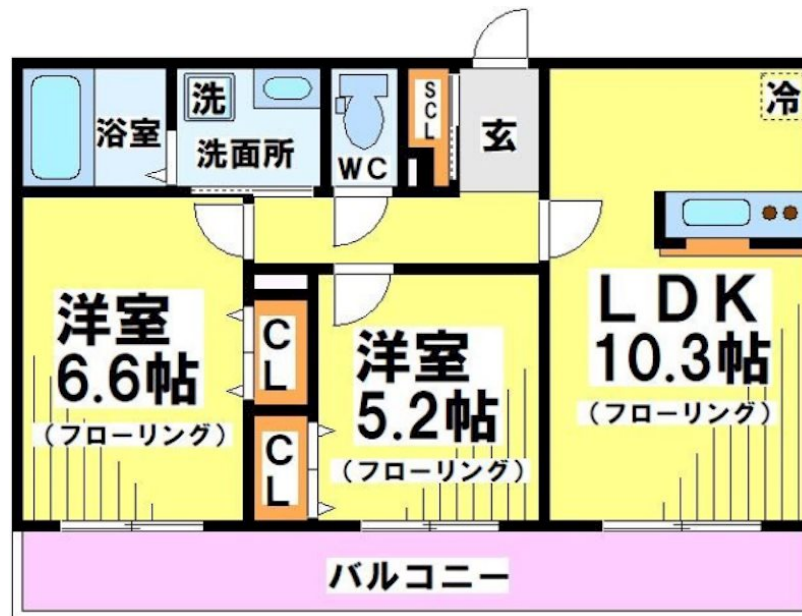 浴室
洗
洗面所
WC
SCL
玄
冷
洋室
6.6帖
(フローリング)
CL
CL
洋室
5.2帖
(フローリング)
LDK
10.3帖
(フローリング)
バルコニー